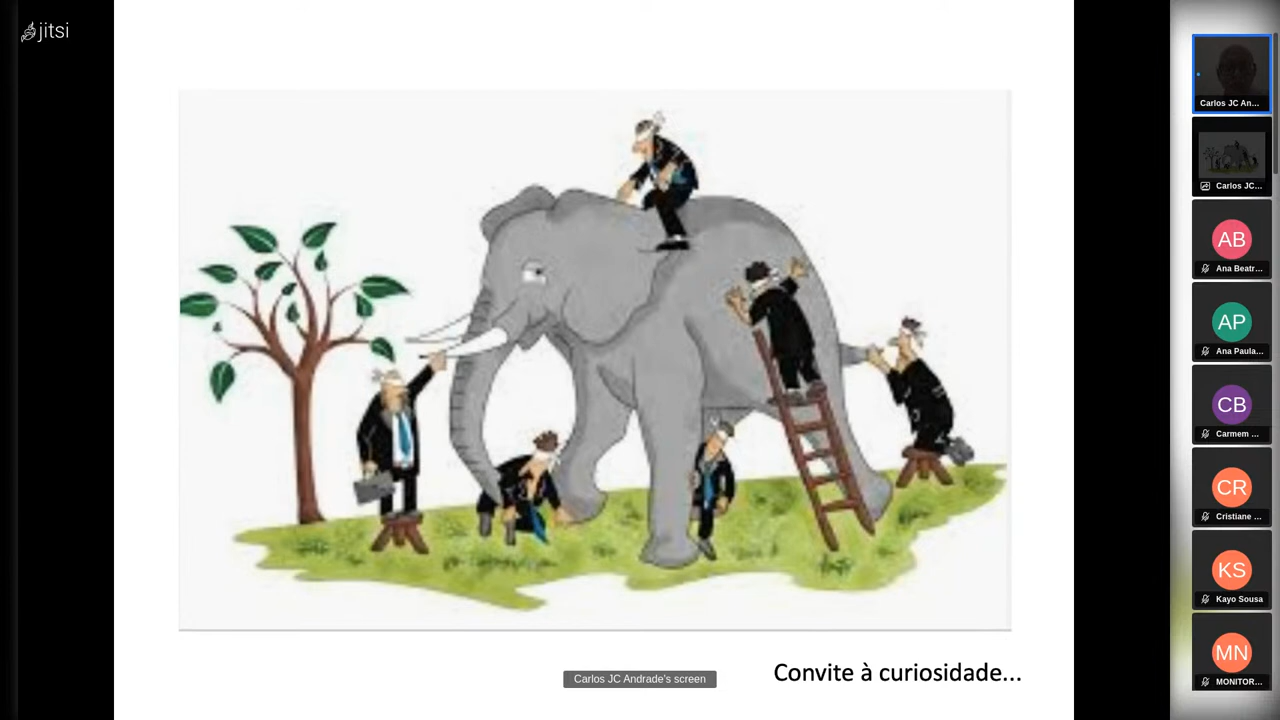 jitsi
Convite à curiosidade...
Carlos JC Andrade's screen
Carlos JC An...
Carlos JC...
AB
Ana Beatr...
AP
Ana Paula...
CB
Carmem ...
CR
Cristiane ...
KS
Kayo Sousa
MN
MONITOR...